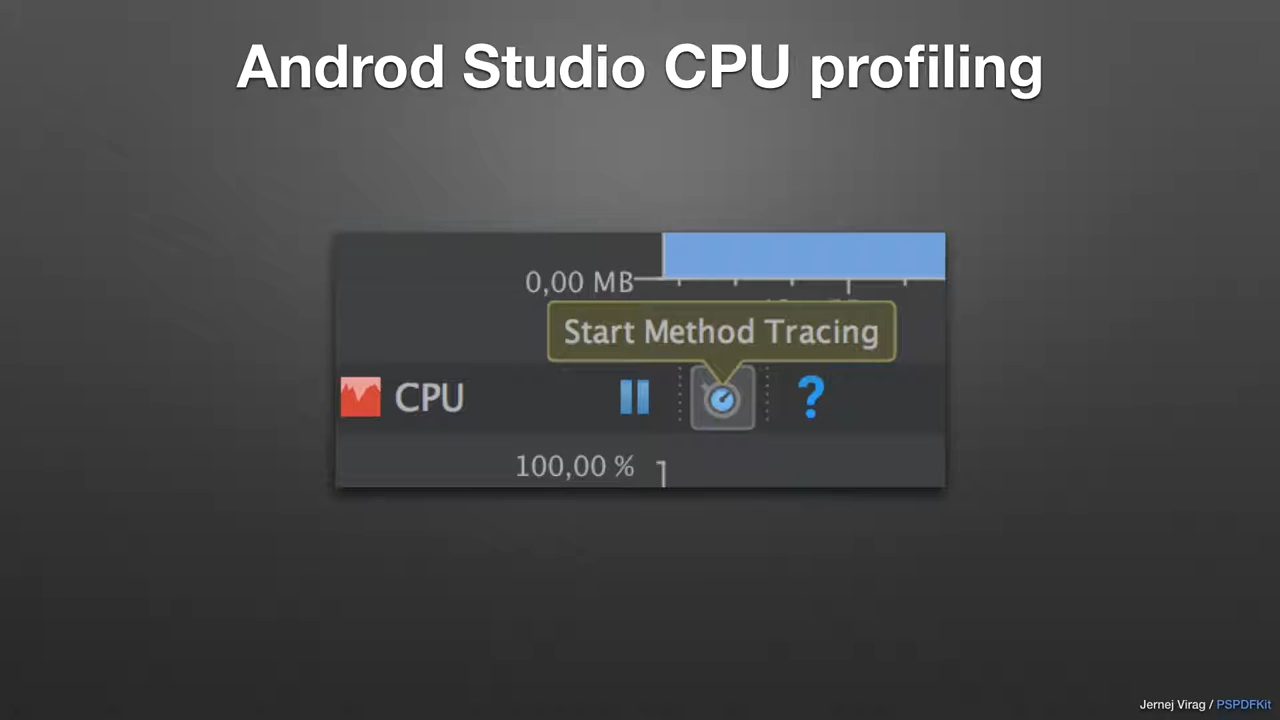 Androd Studio CPU profiling
0,00 MB
Start Method Tracing
CPU
?
100,00 %
Jernej Virag / PSPDFKit